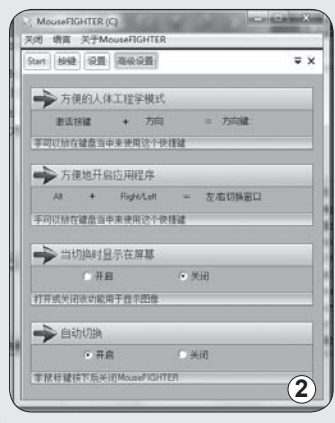 MouseFIGHTER (C)
关闭 语言 关于MouseFIGHTER
Start 按键 设置 高级设置
方便的人体工程学模式
激活按键 + 方向 = 方向键
手可以放在键盘当中来使用这个快捷键
方便地开启应用程序
Alt + Right/Left = 左/右切换窗口
手可以放在键盘当中来使用这个快捷键
当切换时显示在屏幕
开启 关闭
打开或关闭该功能用于显示图像
自动切换
开启 关闭
非鼠标键按下后关闭MouseFIGHTER
2